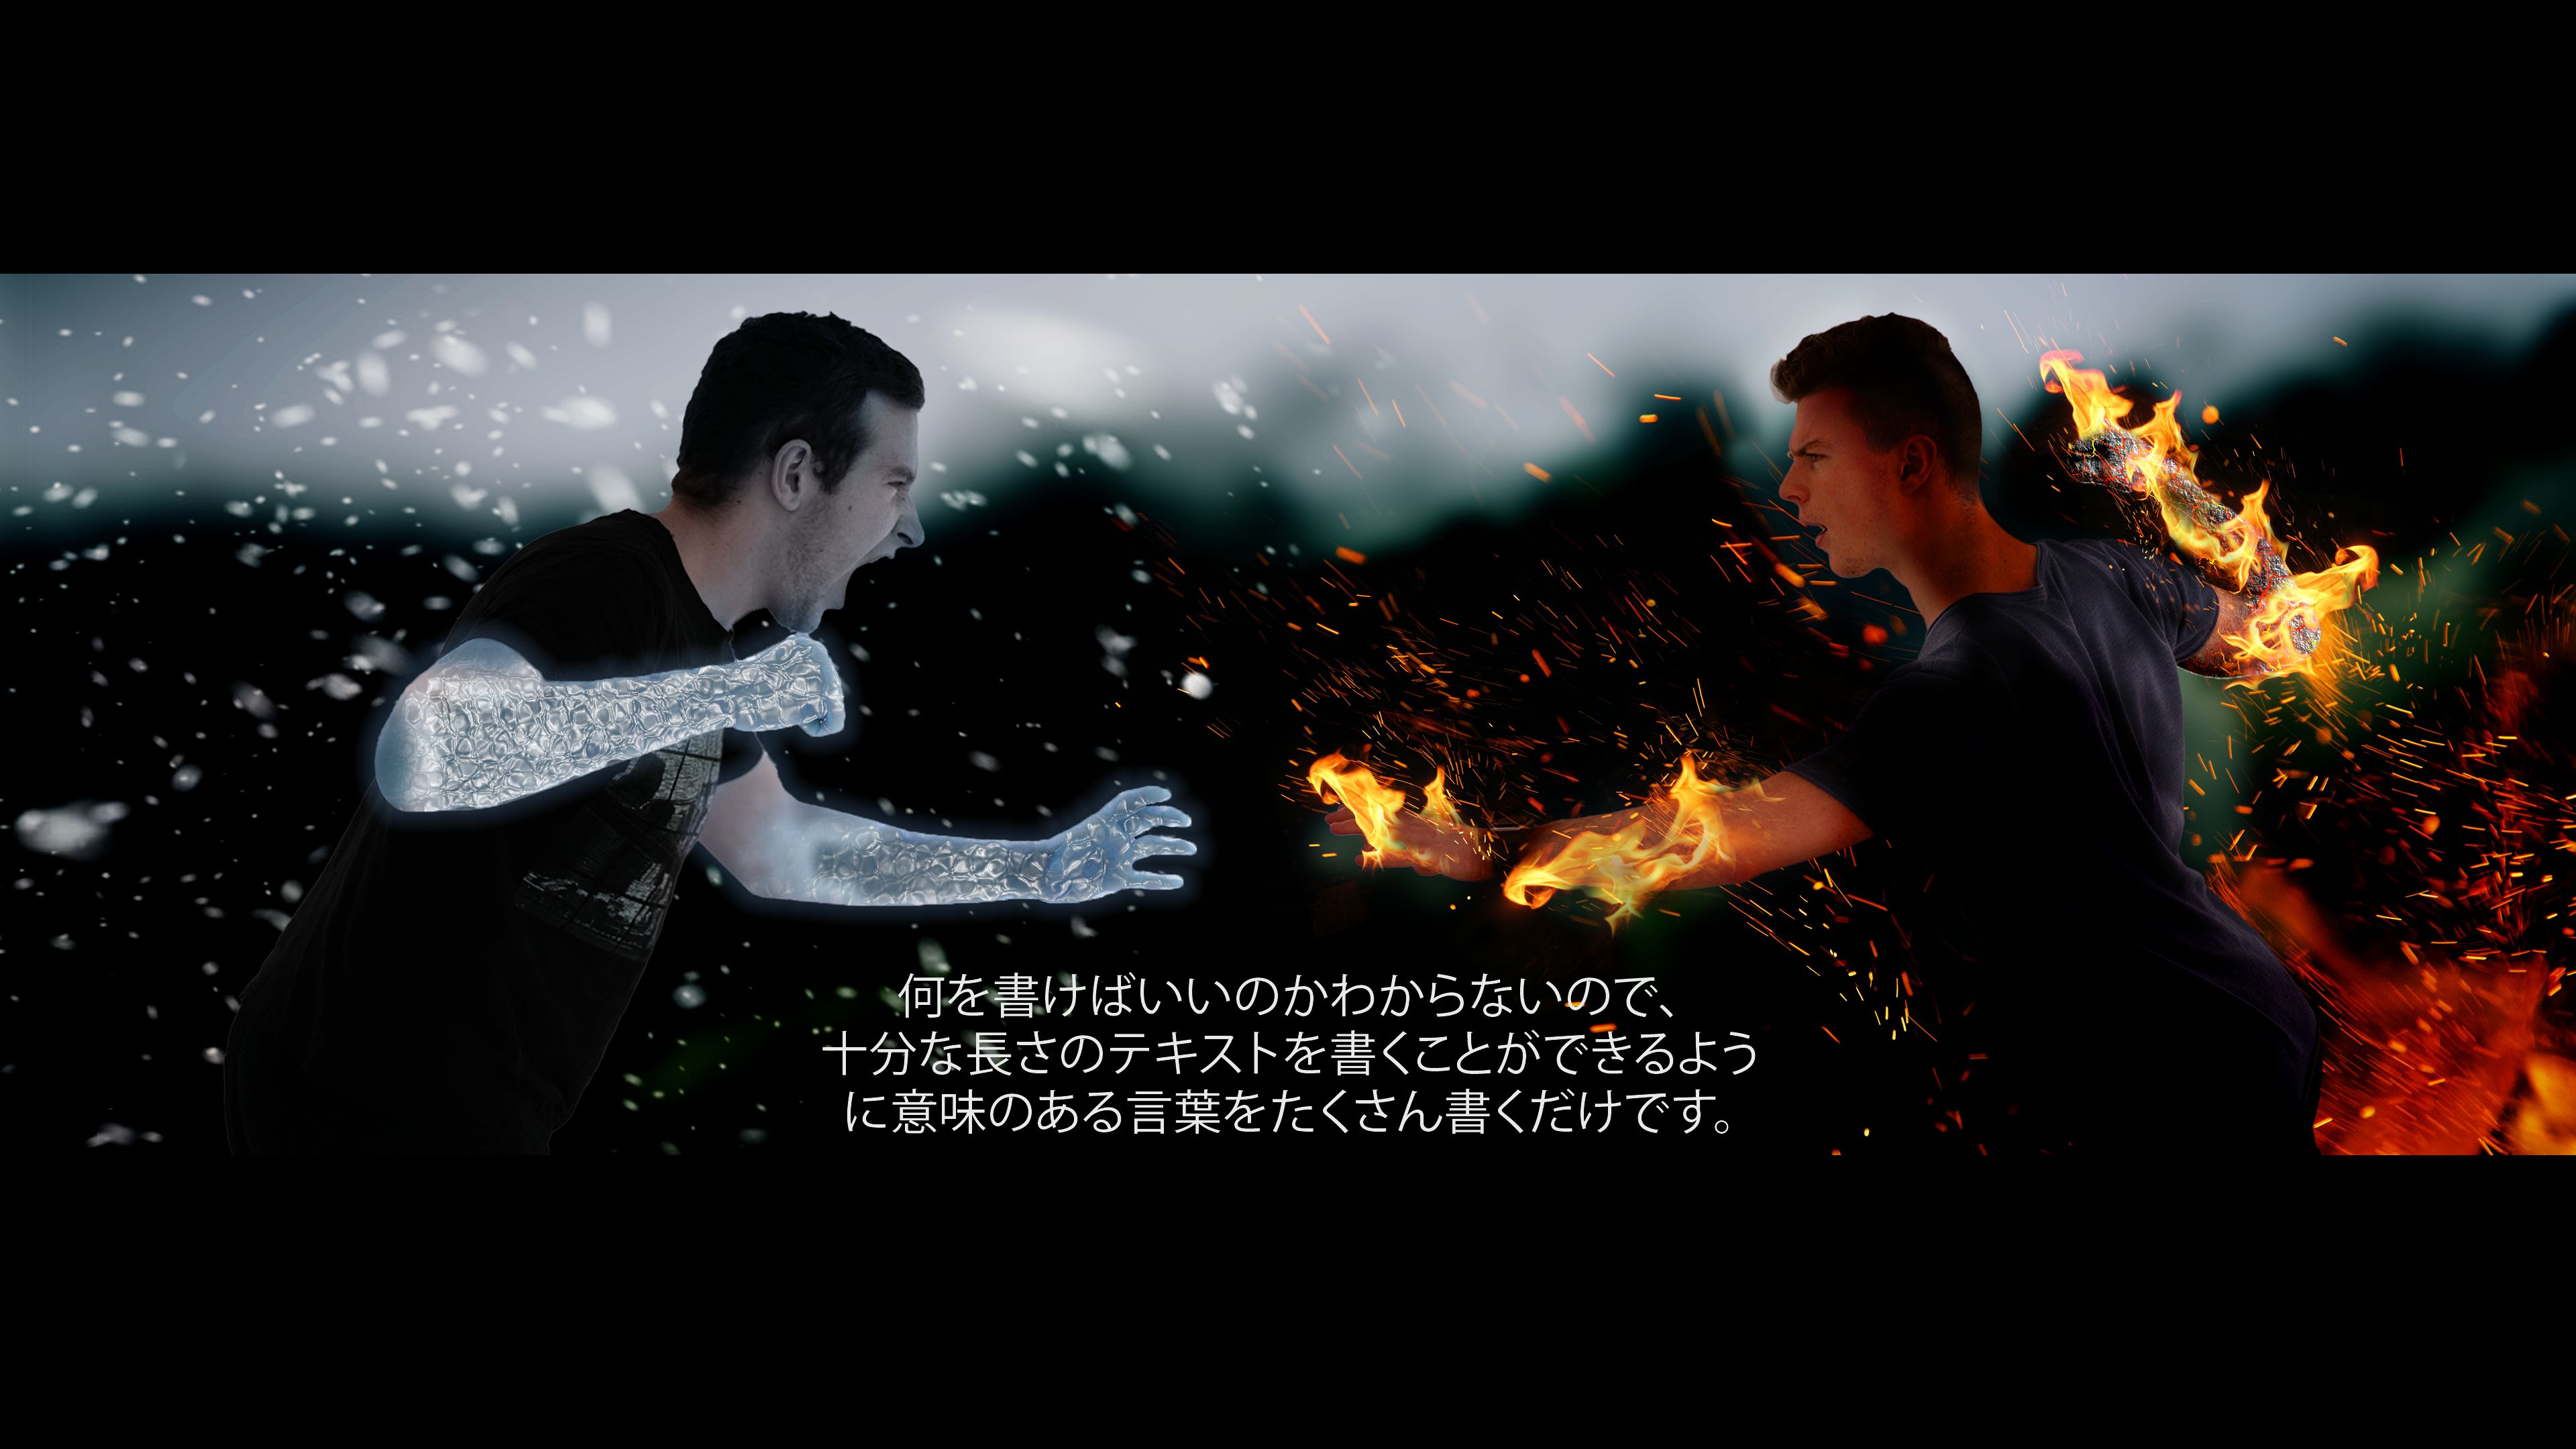 何を書けばいいのかわからないので、
十分な長さのテキストを書くことができるよう
に意味のある言葉をたくさん書くだけです。